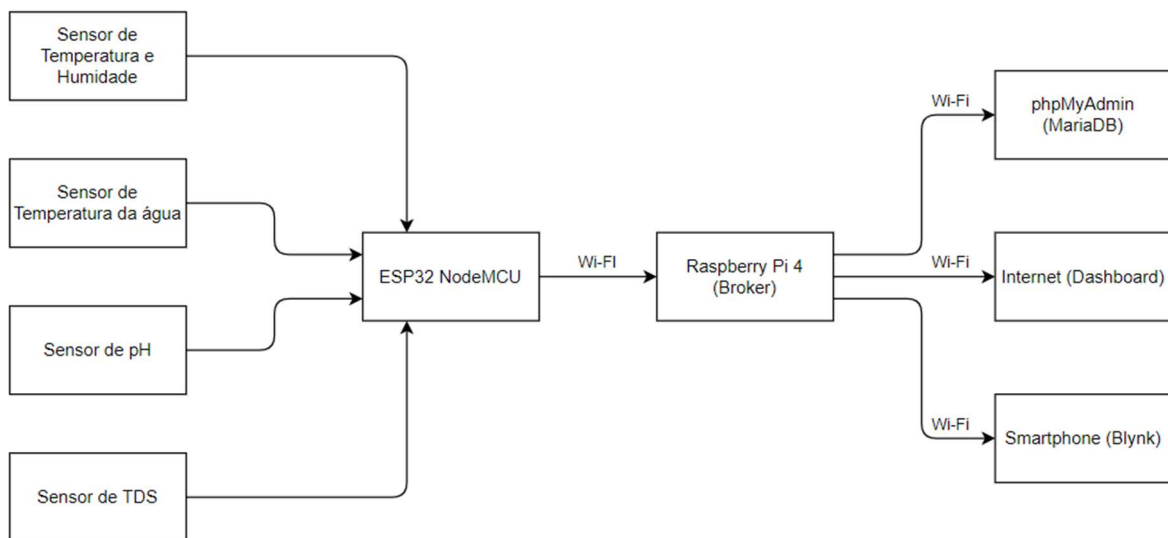 Sensor de
Temperatura e
Humidade
Sensor de
Temperatura da água
Sensor de pH
Sensor de TDS
ESP32 NodeMCU
Wi-FI
Raspberry Pi 4
(Broker)
Wi-Fi
phpMyAdmin
(MariaDB)
Wi-Fi
Internet (Dashboard)
Wi-Fi
Smartphone (Blynk)